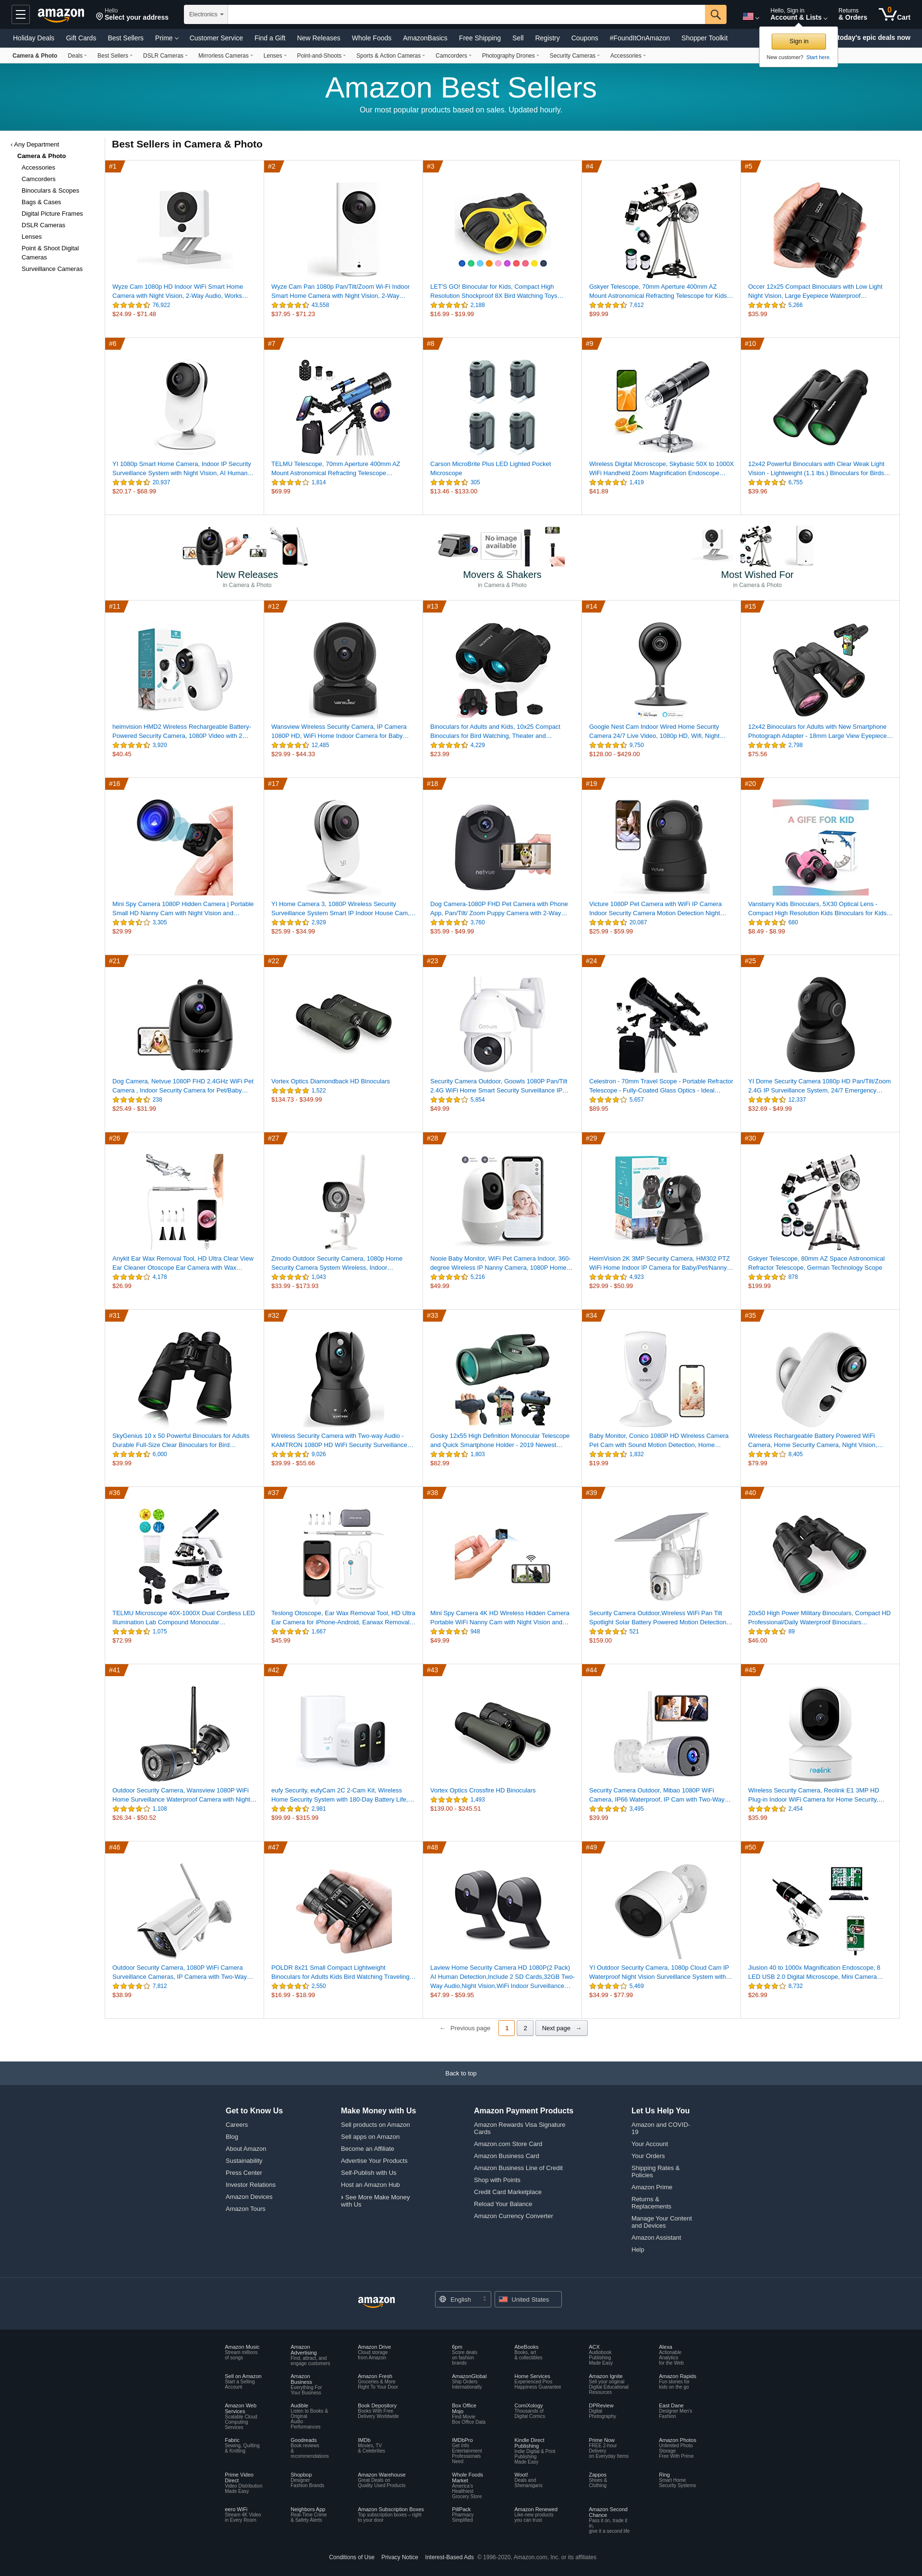 amazon
Hello
Select your address
Electronics
Hello, Sign in
Account & Lists
Returns
& Orders
0
Cart
Holiday Deals Gift Cards Best Sellers Prime Customer Service Find a Gift New Releases Whole Foods AmazonBasics Free Shipping Sell Registry Coupons #FoundItOnAmazon Shopper Toolkit
today's epic deals now
Sign in
New customer? Start here.
Camera & Photo Deals Best Sellers DSLR Cameras Mirrorless Cameras Lenses Point-and-Shoots Sports & Action Cameras Camcorders Photography Drones Security Cameras Accessories
Amazon Best Sellers
Our most popular products based on sales. Updated hourly.
‹ Any Department
Camera & Photo
Accessories
Camcorders
Binoculars & Scopes
Bags & Cases
Digital Picture Frames
DSLR Cameras
Lenses
Point & Shoot Digital
Cameras
Surveillance Cameras
Best Sellers in Camera & Photo
#1
Wyze Cam 1080p HD Indoor WiFi Smart Home
Camera with Night Vision, 2-Way Audio, Works…
76,922
$24.99 - $71.48
#2
Wyze Cam Pan 1080p Pan/Tilt/Zoom Wi-Fi Indoor
Smart Home Camera with Night Vision, 2-Way…
43,558
$37.95 - $71.23
#3
LET'S GO! Binocular for Kids, Compact High
Resolution Shockproof 8X Bird Watching Toys…
2,188
$16.99 - $19.99
#4
Gskyer Telescope, 70mm Aperture 400mm AZ
Mount Astronomical Refracting Telescope for Kids…
7,612
$99.99
#5
Occer 12x25 Compact Binoculars with Low Light
Night Vision, Large Eyepiece Waterproof…
5,266
$35.99
#6
YI 1080p Smart Home Camera, Indoor IP Security
Surveillance System with Night Vision, AI Human…
20,937
$20.17 - $68.99
#7
TELMU Telescope, 70mm Aperture 400mm AZ
Mount Astronomical Refracting Telescope…
1,814
$69.99
#8
Carson MicroBrite Plus LED Lighted Pocket
Microscope
305
$13.46 - $133.00
#9
Wireless Digital Microscope, Skybasic 50X to 1000X
WiFi Handheld Zoom Magnification Endoscope…
1,419
$41.89
#10
12x42 Powerful Binoculars with Clear Weak Light
Vision - Lightweight (1.1 lbs.) Binoculars for Birds…
6,755
$39.96
No image
available
New Releases
in Camera & Photo
Movers & Shakers
in Camera & Photo
Most Wished For
in Camera & Photo
#11
heimvision HMD2 Wireless Rechargeable Battery-
Powered Security Camera, 1080P Video with 2…
3,920
$40.45
#12
Wansview Wireless Security Camera, IP Camera
1080P HD, WiFi Home Indoor Camera for Baby…
12,485
$29.99 - $44.33
#13
Binoculars for Adults and Kids, 10x25 Compact
Binoculars for Bird Watching, Theater and…
4,229
$23.99
#14
Google Nest Cam Indoor Wired Home Security
Camera 24/7 Live Video, 1080p HD, Wifi, Night…
9,750
$128.00 - $429.00
#15
12x42 Binoculars for Adults with New Smartphone
Photograph Adapter - 18mm Large View Eyepiece…
2,798
$75.56
#16
Mini Spy Camera 1080P Hidden Camera | Portable
Small HD Nanny Cam with Night Vision and…
3,305
$29.99
#17
YI Home Camera 3, 1080P Wireless Security
Surveillance System Smart IP Indoor House Cam,…
2,929
$25.99 - $34.99
#18
netvue
Dog Camera-1080P FHD Pet Camera with Phone
App, Pan/Tilt/ Zoom Puppy Camera with 2-Way…
3,760
$35.99 - $49.99
#19
Victure
Victure 1080P Pet Camera with WiFi IP Camera
Indoor Security Camera Motion Detection Night…
20,087
$25.99 - $59.99
#20
A GIFE FOR KID
Vanstarry Kids Binoculars, 5X30 Optical Lens -
Compact High Resolution Kids Binoculars for Kids…
680
$8.49 - $8.99
#21
netvue
Dog Camera, Netvue 1080P FHD 2.4GHz WiFi Pet
Camera , Indoor Security Camera for Pet/Baby…
238
$25.49 - $31.99
#22
Vortex Optics Diamondback HD Binoculars
1,522
$134.73 - $349.99
#23
Security Camera Outdoor, Goowls 1080P Pan/Tilt
2.4G WiFi Home Smart Security Surveillance IP…
5,854
$49.99
#24
Celestron - 70mm Travel Scope - Portable Refractor
Telescope - Fully-Coated Glass Optics - Ideal…
5,657
$89.95
#25
YI Dome Security Camera 1080p HD Pan/Tilt/Zoom
2.4G IP Surveillance System, 24/7 Emergency…
12,337
$32.69 - $49.99
#26
Anykit Ear Wax Removal Tool, HD Ultra Clear View
Ear Cleaner Otoscope Ear Camera with Wax…
4,178
$26.99
#27
Zmodo Outdoor Security Camera, 1080p Home
Security Camera System Wireless, Indoor…
1,043
$33.99 - $173.93
#28
Nooie Baby Monitor, WiFi Pet Camera Indoor, 360-
degree Wireless IP Nanny Camera, 1080P Home…
5,216
$49.99
#29
HeimVision 2K 3MP Security Camera, HM302 PTZ
WiFi Home Indoor IP Camera for Baby/Pet/Nanny…
4,923
$29.99 - $50.99
#30
Gskyer Telescope, 80mm AZ Space Astronomical
Refractor Telescope, German Technology Scope
878
$199.99
#31
SkyGenius 10 x 50 Powerful Binoculars for Adults
Durable Full-Size Clear Binoculars for Bird…
6,000
$39.99
#32
Wireless Security Camera with Two-way Audio -
KAMTRON 1080P HD WiFi Security Surveillance…
9,026
$39.99 - $55.66
#33
Gosky 12x55 High Definition Monocular Telescope
and Quick Smartphone Holder - 2019 Newest…
1,803
$82.99
#34
Baby Monitor, Conico 1080P HD Wireless Camera
Pet Cam with Sound Motion Detection, Home…
1,832
$19.99
#35
Wireless Rechargeable Battery Powered WiFi
Camera, Home Security Camera, Night Vision,…
8,405
$79.99
#36
TELMU Microscope 40X-1000X Dual Cordless LED
Illumination Lab Compound Monocular…
1,075
$72.99
#37
Teslong Otoscope, Ear Wax Removal Tool, HD Ultra
Ear Camera for iPhone-Android, Earwax Removal…
1,667
$45.99
#38
Mini Spy Camera 4K HD Wireless Hidden Camera
Portable WiFi Nanny Cam with Night Vision and…
948
$49.99
#39
Security Camera Outdoor,Wireless WiFi Pan Tilt
Spotlight Solar Battery Powered Motion Detection…
521
$159.00
#40
20x50 High Power Military Binoculars, Compact HD
Professional/Daily Waterproof Binoculars…
89
$46.00
#41
Outdoor Security Camera, Wansview 1080P WiFi
Home Surveillance Waterproof Camera with Night…
1,108
$26.34 - $50.52
#42
eufy Security, eufyCam 2C 2-Cam Kit, Wireless
Home Security System with 180-Day Battery Life,…
2,981
$99.99 - $315.99
#43
Vortex Optics Crossfire HD Binoculars
1,493
$139.00 - $245.51
#44
Security Camera Outdoor, Mibao 1080P WiFi
Camera, IP66 Waterproof, IP Cam with Two-Way…
3,495
$39.99
#45
reolink
Wireless Security Camera, Reolink E1 3MP HD
Plug-in Indoor WiFi Camera for Home Security,…
2,454
$35.99
#46
Outdoor Security Camera, 1080P WiFi Camera
Surveillance Cameras, IP Camera with Two-Way…
7,812
$38.99
#47
POLDR 8x21 Small Compact Lightweight
Binoculars for Adults Kids Bird Watching Traveling…
2,550
$16.99 - $18.99
#48
Laview Home Security Camera HD 1080P(2 Pack)
AI Human Detection,Include 2 SD Cards,32GB Two-
Way Audio,Night Vision,WiFi Indoor Surveillance…
$47.99 - $59.95
#49
YI Outdoor Security Camera, 1080p Cloud Cam IP
Waterproof Night Vision Surveillance System with…
5,469
$34.99 - $77.99
#50
Jiusion 40 to 1000x Magnification Endoscope, 8
LED USB 2.0 Digital Microscope, Mini Camera…
8,732
$26.99
← Previous page 1 2 Next page →
Back to top
Get to Know Us
Careers
Blog
About Amazon
Sustainability
Press Center
Investor Relations
Amazon Devices
Amazon Tours
Make Money with Us
Sell products on Amazon
Sell apps on Amazon
Become an Affiliate
Advertise Your Products
Self-Publish with Us
Host an Amazon Hub
› See More Make Money
with Us
Amazon Payment Products
Amazon Rewards Visa Signature
Cards
Amazon.com Store Card
Amazon Business Card
Amazon Business Line of Credit
Shop with Points
Credit Card Marketplace
Reload Your Balance
Amazon Currency Converter
Let Us Help You
Amazon and COVID-
19
Your Account
Your Orders
Shipping Rates &
Policies
Amazon Prime
Returns &
Replacements
Manage Your Content
and Devices
Amazon Assistant
Help
amazon
English
United States
Amazon Music
Stream millions
of songs
Amazon
Advertising
Find, attract, and
engage customers
Amazon Drive
Cloud storage
from Amazon
6pm
Score deals
on fashion
brands
AbeBooks
Books, art
& collectibles
ACX
Audiobook
Publishing
Made Easy
Alexa
Actionable
Analytics
for the Web
Sell on Amazon
Start a Selling
Account
Amazon
Business
Everything For
Your Business
Amazon Fresh
Groceries & More
Right To Your Door
AmazonGlobal
Ship Orders
Internationally
Home Services
Experienced Pros
Happiness Guarantee
Amazon Ignite
Sell your original
Digital Educational
Resources
Amazon Rapids
Fun stories for
kids on the go
Amazon Web
Services
Scalable Cloud
Computing
Services
Audible
Listen to Books &
Original
Audio
Performances
Book Depository
Books With Free
Delivery Worldwide
Box Office
Mojo
Find Movie
Box Office Data
ComiXology
Thousands of
Digital Comics
DPReview
Digital
Photography
East Dane
Designer Men's
Fashion
Fabric
Sewing, Quilting
& Knitting
Goodreads
Book reviews
&
recommendations
IMDb
Movies, TV
& Celebrities
IMDbPro
Get Info
Entertainment
Professionals
Need
Kindle Direct
Publishing
Indie Digital & Print
Publishing
Made Easy
Prime Now
FREE 2-hour
Delivery
on Everyday Items
Amazon Photos
Unlimited Photo
Storage
Free With Prime
Prime Video
Direct
Video Distribution
Made Easy
Shopbop
Designer
Fashion Brands
Amazon Warehouse
Great Deals on
Quality Used Products
Whole Foods
Market
America's
Healthiest
Grocery Store
Woot!
Deals and
Shenanigans
Zappos
Shoes &
Clothing
Ring
Smart Home
Security Systems
eero WiFi
Stream 4K Video
in Every Room
Neighbors App
Real-Time Crime
& Safety Alerts
Amazon Subscription Boxes
Top subscription boxes – right
to your door
PillPack
Pharmacy
Simplified
Amazon Renewed
Like-new products
you can trust
Amazon Second
Chance
Pass it on, trade it
in,
give it a second life
Conditions of Use Privacy Notice Interest-Based Ads © 1996-2020, Amazon.com, Inc. or its affiliates